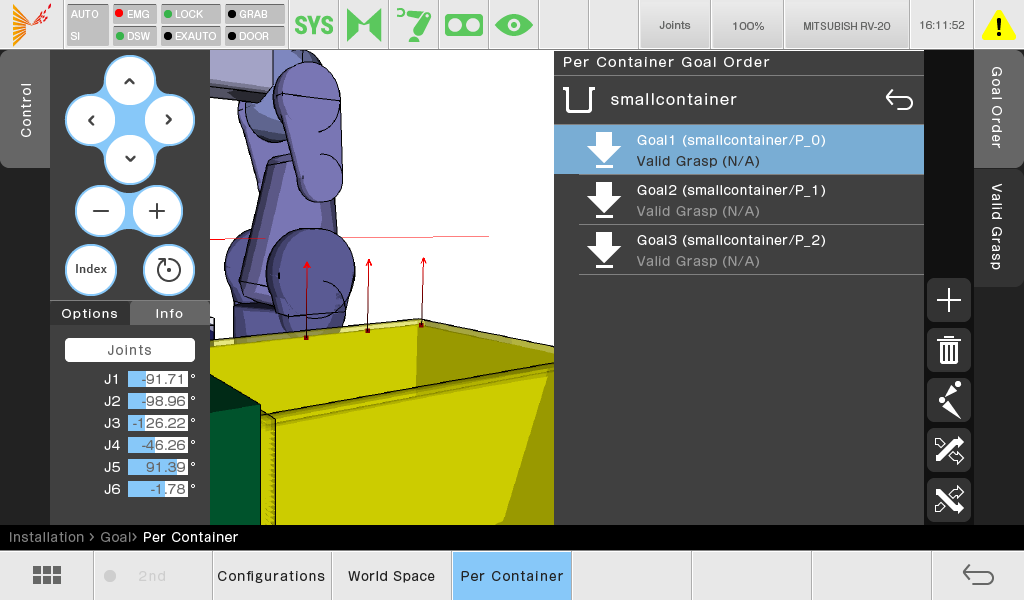 AUTO
SI
EMG
DSW
LOCK
EXAUTO
GRAB
DOOR
SYS
Joints
100%
MITSUBISH RV-20
16:11:52
Control
Index
Options
Info
Joints
J1 -91.71 °
J2 -98.96 °
J3 -126.22 °
J4 -46.26 °
J5 91.39 °
J6 -1.78 °
Per Container Goal Order
smallcontainer
Goal1 (smallcontainer/P_0)
Valid Grasp (N/A)
Goal2 (smallcontainer/P_1)
Valid Grasp (N/A)
Goal3 (smallcontainer/P_2)
Valid Grasp (N/A)
Goal Order
Valid Grasp
Installation > Goal> Per Container
2nd
Configurations
World Space
Per Container